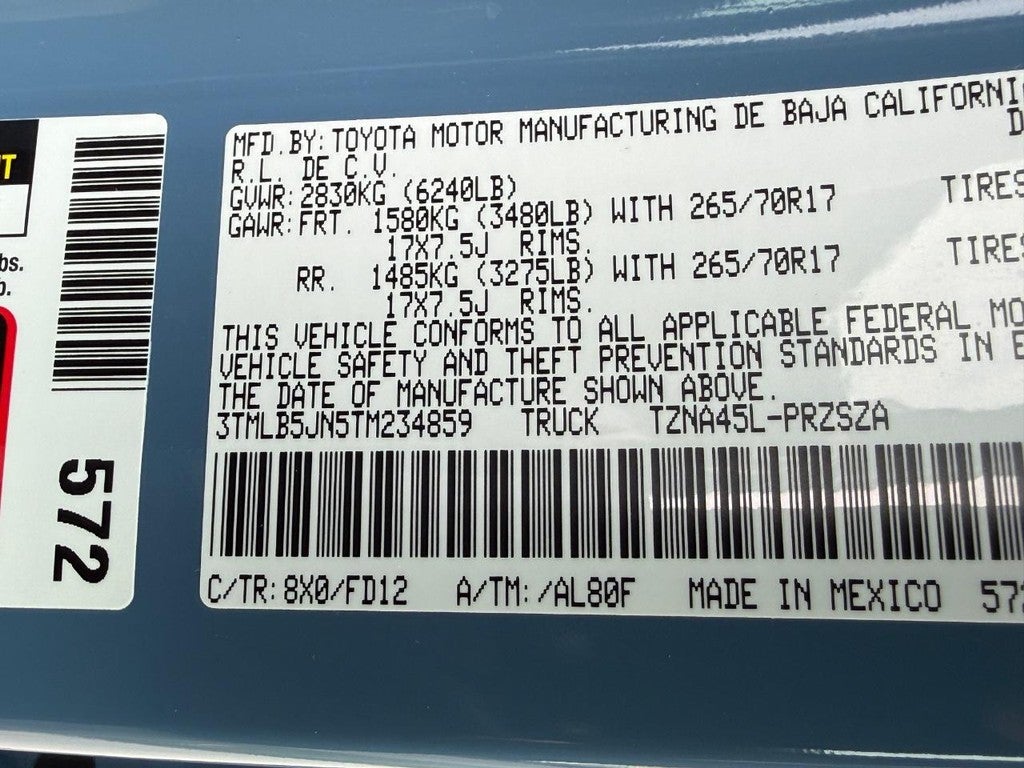 T
bs.
b.
572
MFD.BY: TOYOTA MOTOR MANUFACTURING DE BAJA CALIFORNI
D
R.L. DE C.V.
GVWR: 2830KG (6240LB)
GAWR: FRT. 1580KG (3480LB) WITH 265/70R17 TIRES
17X7.5J RIMS.
RR. 1485KG (3275LB) WITH 265/70R17 TIRES
17X7.5J RIMS.
THIS VEHICLE CONFORMS TO ALL APPLICABLE FEDERAL MO
VEHICLE SAFETY AND THEFT PREVENTION STANDARDS IN E
THE DATE OF MANUFACTURE SHOWN ABOVE.
3TMLB5JN5TM234859 TRUCK TZNA45L-PRZSZA
C/TR: 8X0/FD12 A/TM: /AL80F MADE IN MEXICO 572